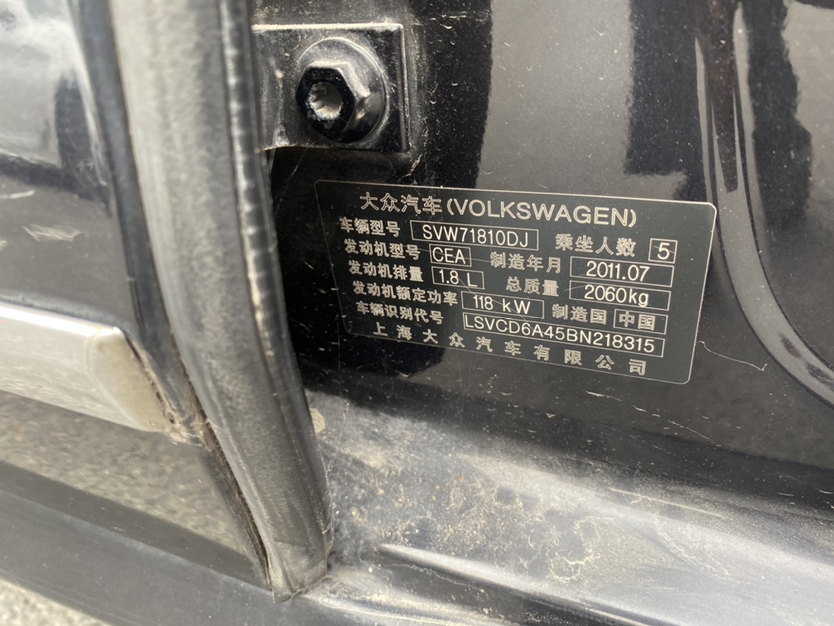 大众汽车(VOLKSWAGEN)
车辆型号 SVW71810DJ 乘坐人数 5
发动机型号 CEA 制造年月 2011.07
发动机排量 1.8 L 总质量 2060kg
发动机额定功率 118 kW 制造国 中国
车辆识别代号 LSVCD6A45BN218315
上海大众汽车有限公司